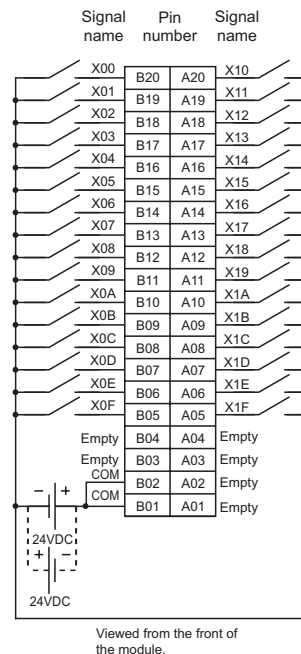 Signal Pin Signal
name number name
X00 B20 A20 X10
X01 B19 A19 X11
X02 B18 A18 X12
X03 B17 A17 X13
X04 B16 A16 X14
X05 B15 A15 X15
X06 B14 A14 X16
X07 B13 A13 X17
X08 B12 A12 X18
X09 B11 A11 X19
X0A B10 A10 X1A
X0B B09 A09 X1B
X0C B08 A08 X1C
X0D B07 A07 X1D
X0E B06 A06 X1E
X0F B05 A05 X1F
Empty B04 A04 Empty
Empty B03 A03 Empty
COM B02 A02 Empty
COM B01 A01 Empty
− +
24VDC
+ −
24VDC
Viewed from the front of
the module.